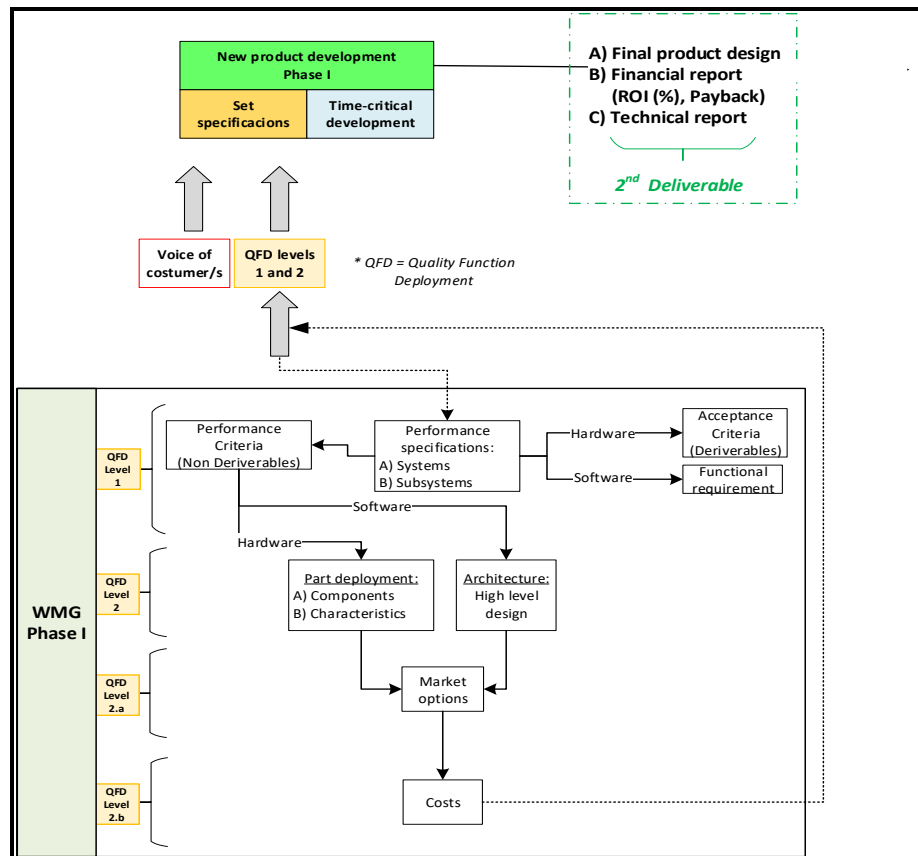 New product development
Phase I
Set
specificacions
Time-critical
development
A) Final product design
B) Financial report
(ROI (%), Payback)
C) Technical report
2nd Deliverable
Voice of
costumer/s
QFD levels
1 and 2
* QFD = Quality Function
Deployment
WMG
Phase I
QFD
Level
1
Performance
Criteria
(Non Deriverables)
Performance
specifications:
A) Systems
B) Subsystems
Hardware
Acceptance
Criteria
(Deriverables)
Software
Functional
requirement
Software
Hardware
QFD
Level
2
Part deployment:
A) Components
B) Characteristics
Architecture:
High level
design
QFD
Level
2.a
Market
options
QFD
Level
2.b
Costs